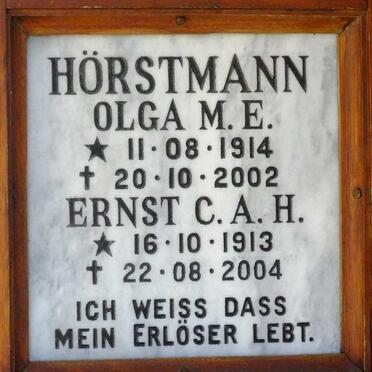 HÖRSTMANN
OLGA M. E.
★ 11·08·1914
✝ 20·10·2002
ERNST C. A. H.
★ 16·10·1913
✝ 22·08·2004
ICH WEISS DASS
MEIN ERLÖSER LEBT.